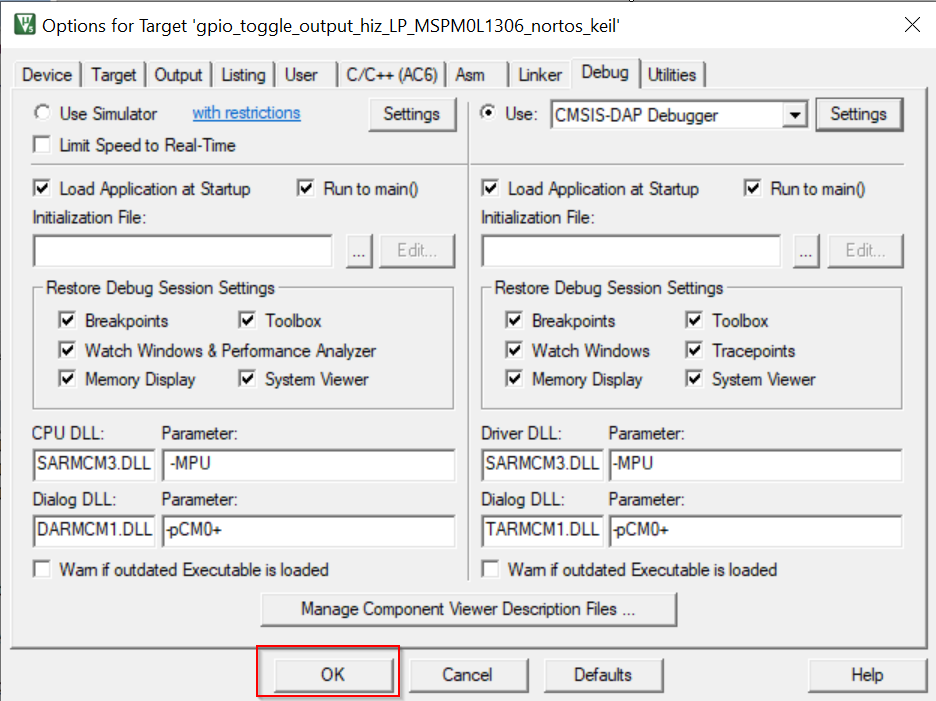 Options for Target 'gpio_toggle_output_hiz_LP_MSPM0L1306_nortos_keil'
Device Target Output Listing User C/C++ (AC6) Asm Linker Debug Utilities
Use Simulator with restrictions Settings
Limit Speed to Real-Time
Use: CMSIS-DAP Debugger Settings
Load Application at Startup Run to main()
Initialization File:
... Edit...
Restore Debug Session Settings
Breakpoints Toolbox
Watch Windows & Performance Analyzer
Memory Display System Viewer
CPU DLL: Parameter:
SARMCM3.DLL -MPU
Dialog DLL: Parameter:
DARMCM1.DLL -pCM0+
Warn if outdated Executable is loaded
Load Application at Startup Run to main()
Initialization File:
... Edit...
Restore Debug Session Settings
Breakpoints Toolbox
Watch Windows Tracepoints
Memory Display System Viewer
Driver DLL: Parameter:
SARMCM3.DLL -MPU
Dialog DLL: Parameter:
TARMCM1.DLL -pCM0+
Warn if outdated Executable is loaded
Manage Component Viewer Description Files ...
OK Cancel Defaults Help